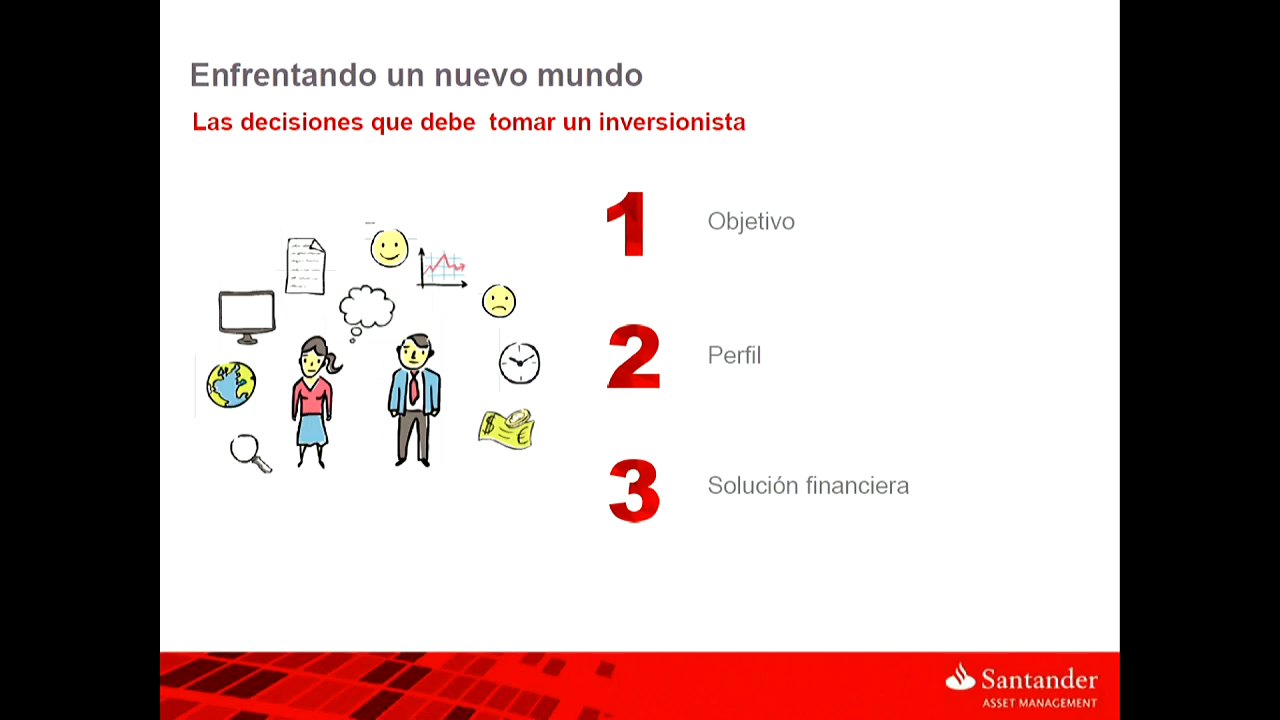 Enfrentando un nuevo mundo
Las decisiones que debe tomar un inversionista
1 Objetivo
2 Perfil
3 Solución financiera
Santander
ASSET MANAGEMENT